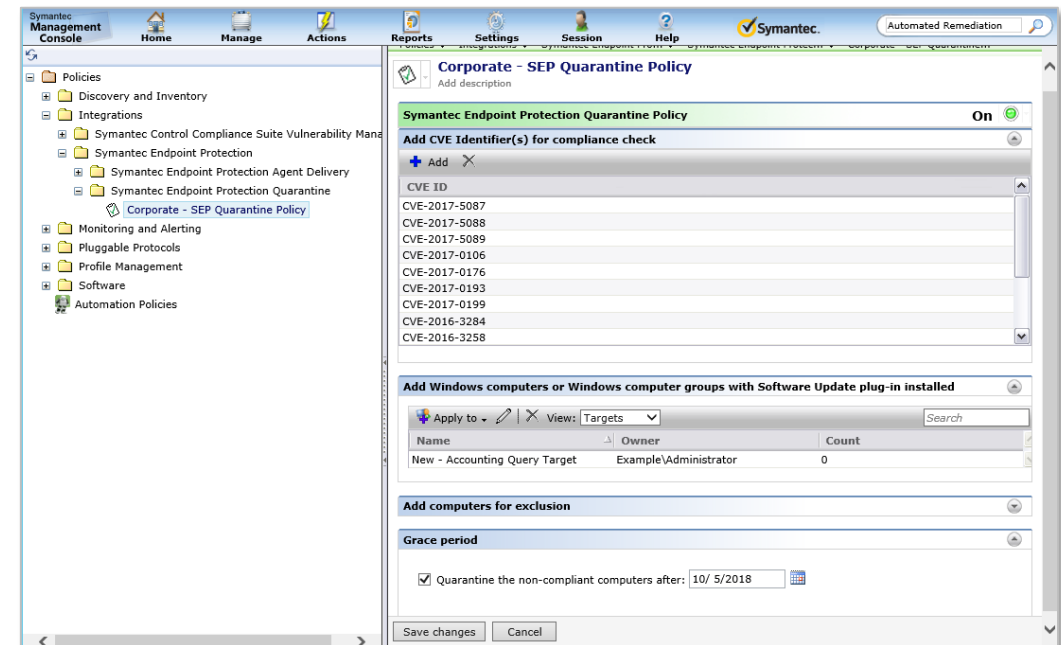 Symantec
Management
Console
Home
Manage
Actions
Reports
Settings
Session
Help
Symantec.
Automated Remediation
Policies
Discovery and Inventory
Integrations
Symantec Control Compliance Suite Vulnerability Mana
Symantec Endpoint Protection
Symantec Endpoint Protection Agent Delivery
Symantec Endpoint Protection Quarantine
Corporate - SEP Quarantine Policy
Monitoring and Alerting
Pluggable Protocols
Profile Management
Software
Automation Policies
Corporate - SEP Quarantine Policy
Add description
Symantec Endpoint Protection Quarantine Policy On
Add CVE Identifier(s) for compliance check
Add
CVE ID
CVE-2017-5087
CVE-2017-5088
CVE-2017-5089
CVE-2017-0106
CVE-2017-0176
CVE-2017-0193
CVE-2017-0199
CVE-2016-3284
CVE-2016-3258
Add Windows computers or Windows computer groups with Software Update plug-in installed
Apply to View: Targets Search
Name Owner Count
New - Accounting Query Target Example\Administrator 0
Add computers for exclusion
Grace period
Quarantine the non-compliant computers after: 10/ 5/2018
Save changes Cancel